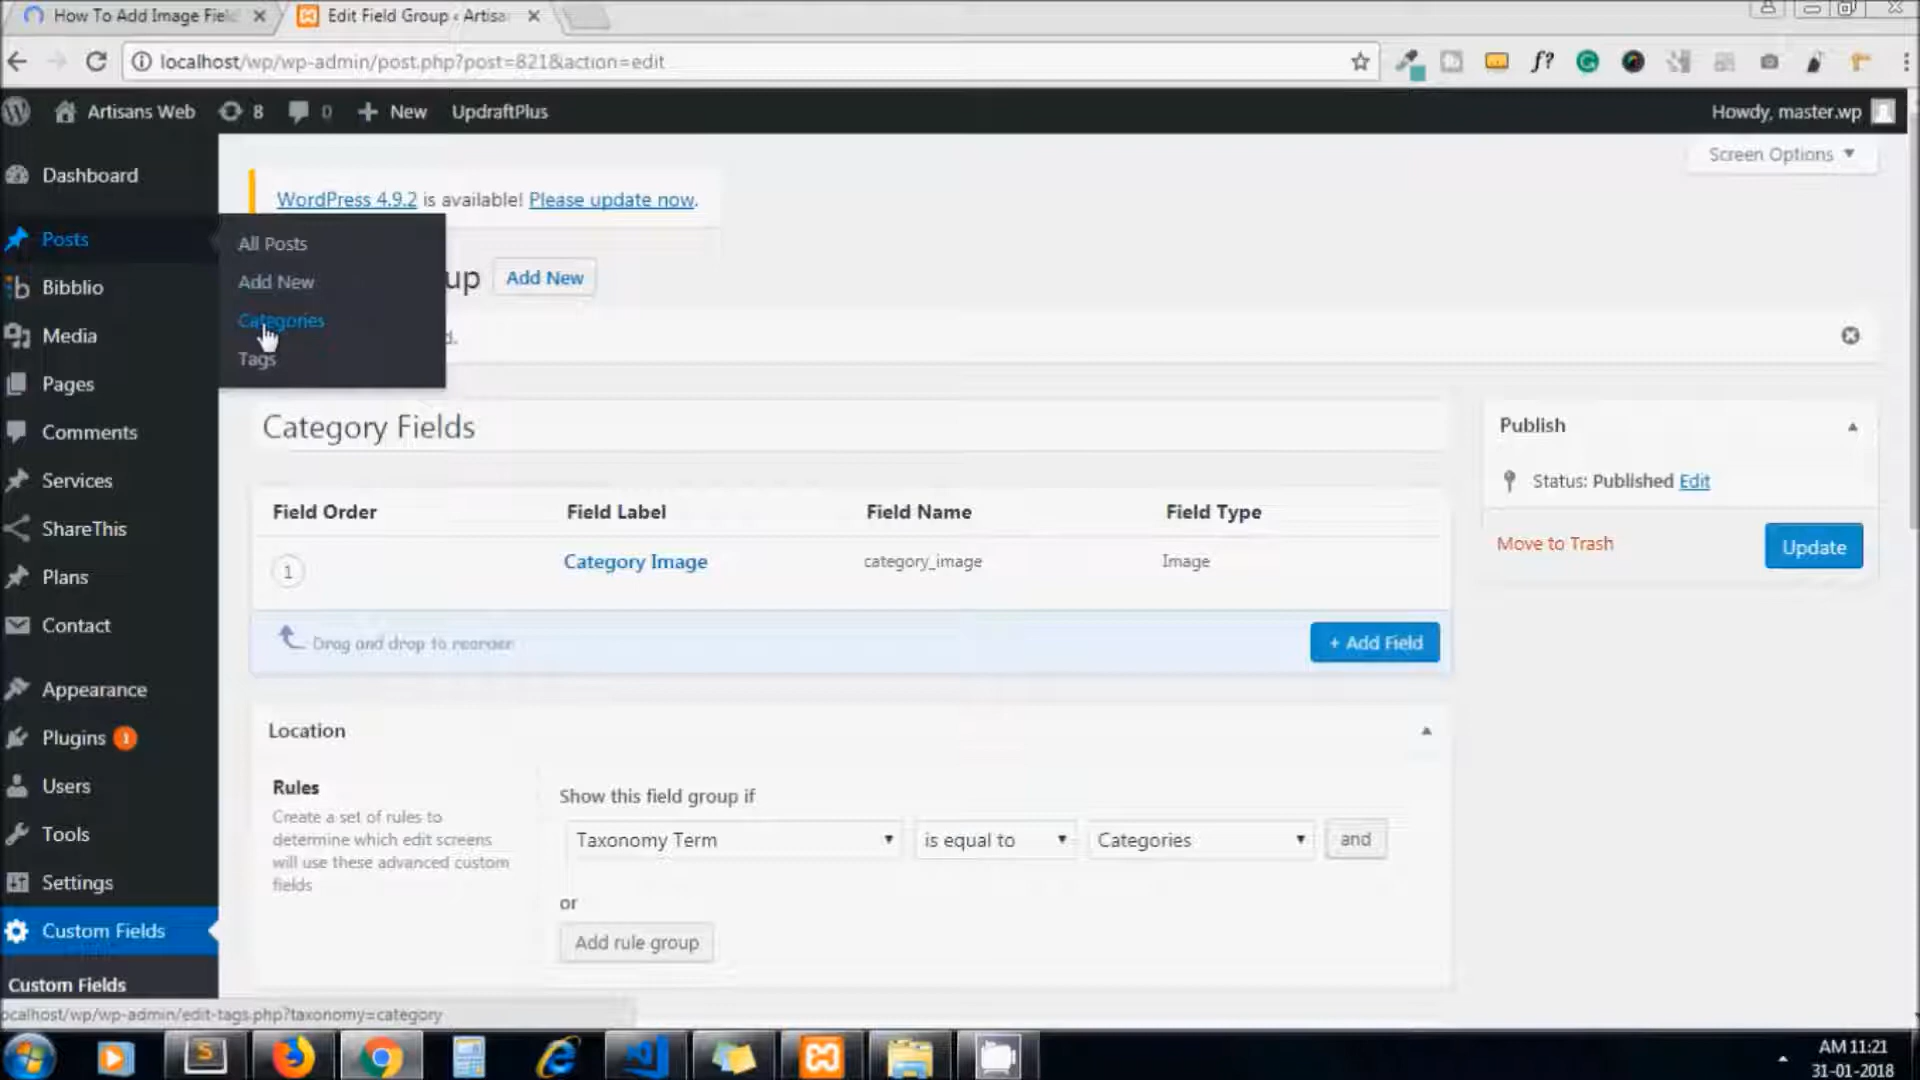 How To Add Image Fiel
Edit Field Group ‹ Artisa
localhost/wp/wp-admin/post.php?post=821&action=edit
f?
Artisans Web
8
0
New
UpdraftPlus
Howdy, master.wp
Screen Options
WordPress 4.9.2 is available! Please update now.
Dashboard
Posts
Bibblio
Media
Pages
Comments
Services
ShareThis
Plans
Contact
Appearance
Plugins 1
Users
Tools
Settings
Custom Fields
Custom Fields
All Posts
Add New
Categories
Tags
up
Add New
d.
Category Fields
Field Order
Field Label
Field Name
Field Type
1
Category Image
category_image
Image
Drag and drop to reorder
+ Add Field
Publish
Status: Published Edit
Move to Trash
Update
Location
Rules
Create a set of rules to
determine which edit screens
will use these advanced custom
fields
Show this field group if
Taxonomy Term
is equal to
Categories
and
or
Add rule group
ocalhost/wp/wp-admin/edit-tags.php?taxonomy=category
AM 11:21
31-01-2018